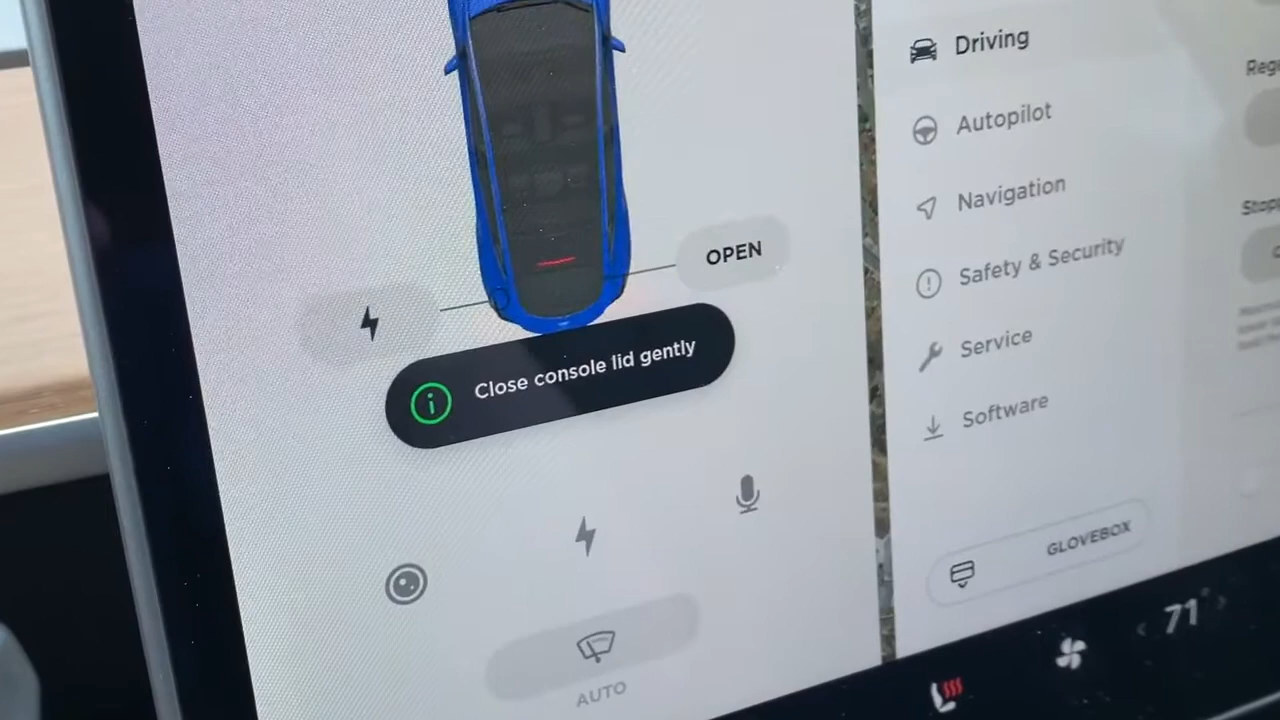 OPEN
Close console lid gently
AUTO
Driving
Autopilot
Navigation
Safety & Security
Service
Software
GLOVEBOX
71°